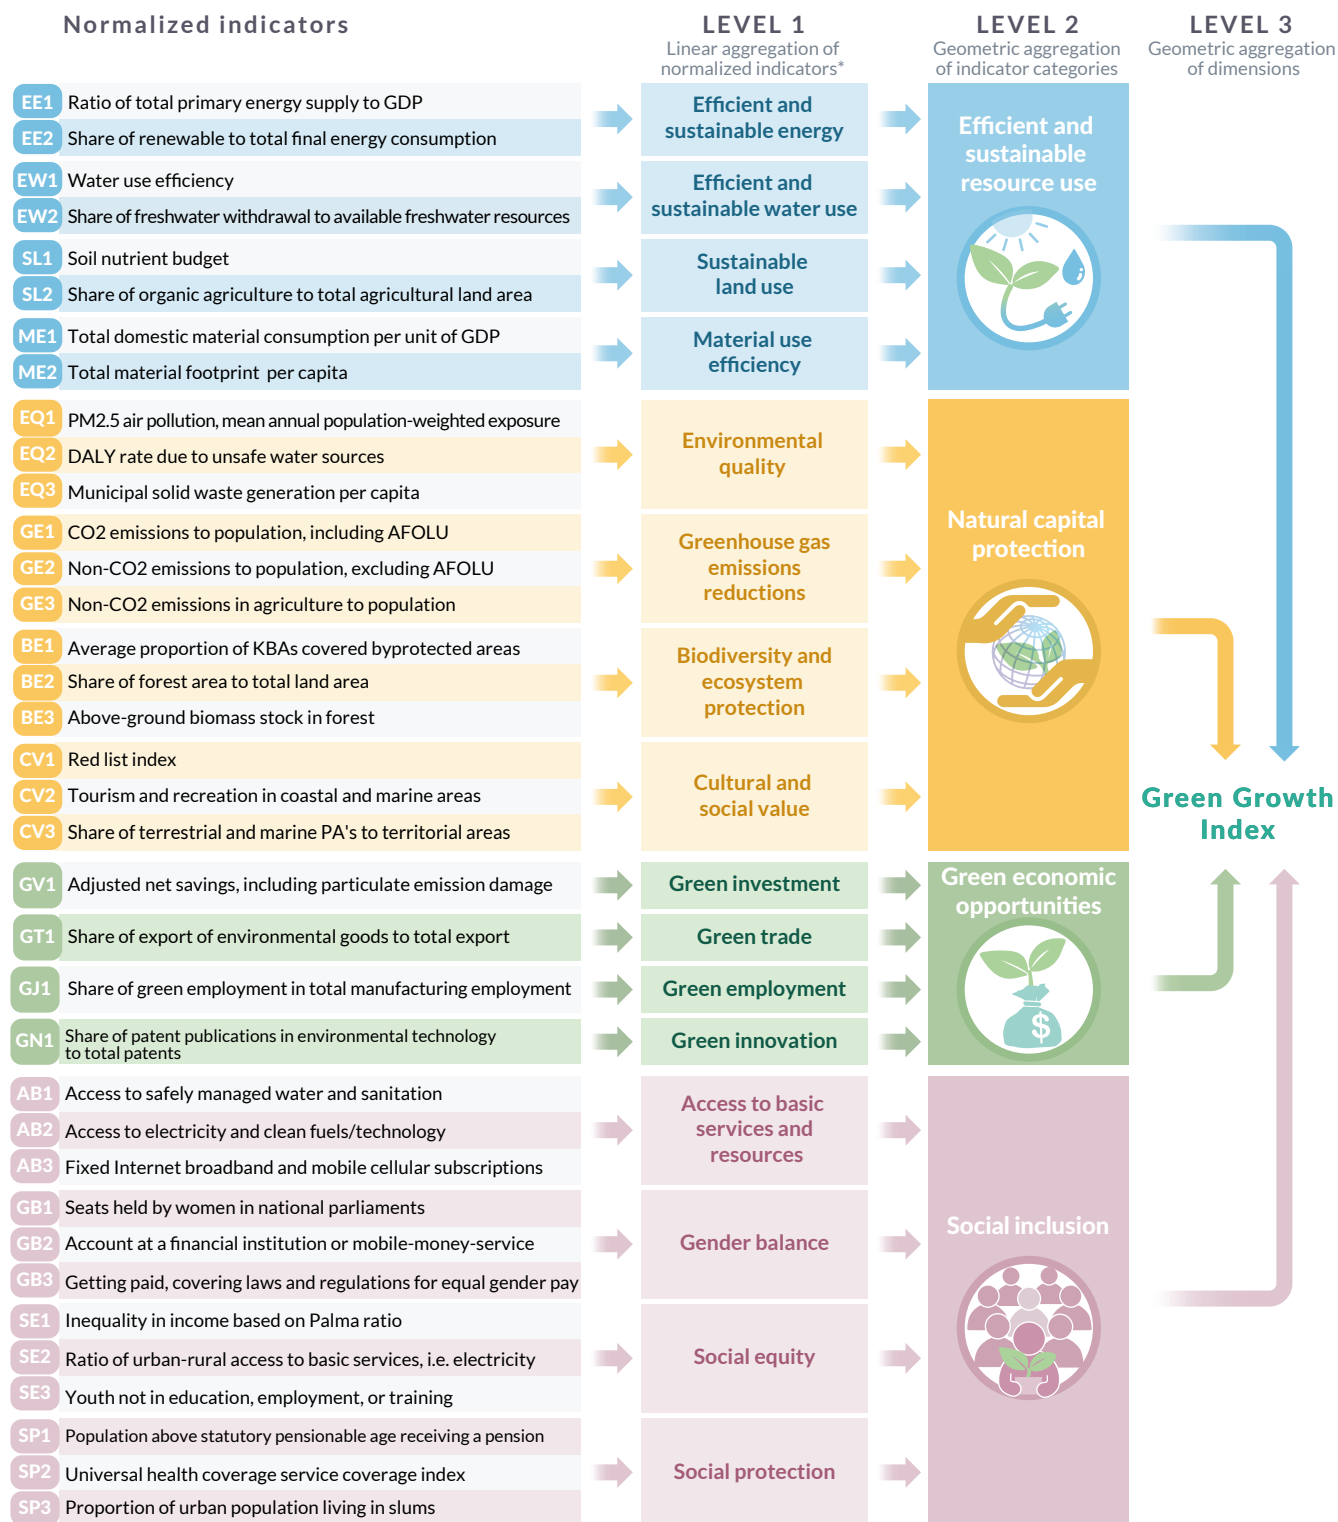 Normalized indicators
LEVEL 1
Linear aggregation of
normalized indicators*
LEVEL 2
Geometric aggregation
of indicator categories
LEVEL 3
Geometric aggregation
of dimensions
EE1 Ratio of total primary energy supply to GDP
EE2 Share of renewable to total final energy consumption
Efficient and
sustainable energy
EW1 Water use efficiency
EW2 Share of freshwater withdrawal to available freshwater resources
Efficient and
sustainable water use
SL1 Soil nutrient budget
SL2 Share of organic agriculture to total agricultural land area
Sustainable
land use
ME1 Total domestic material consumption per unit of GDP
ME2 Total material footprint per capita
Material use
efficiency
Efficient and
sustainable
resource use
EQ1 PM2.5 air pollution, mean annual population-weighted exposure
EQ2 DALY rate due to unsafe water sources
EQ3 Municipal solid waste generation per capita
Environmental
quality
GE1 CO2 emissions to population, including AFOLU
GE2 Non-CO2 emissions to population, excluding AFOLU
GE3 Non-CO2 emissions in agriculture to population
Greenhouse gas
emissions
reductions
BE1 Average proportion of KBAs covered byprotected areas
BE2 Share of forest area to total land area
BE3 Above-ground biomass stock in forest
Biodiversity and
ecosystem
protection
CV1 Red list index
CV2 Tourism and recreation in coastal and marine areas
CV3 Share of terrestrial and marine PA's to territorial areas
Cultural and
social value
Natural capital
protection
Green Growth
Index
GV1 Adjusted net savings, including particulate emission damage
Green investment
GT1 Share of export of environmental goods to total export
Green trade
GJ1 Share of green employment in total manufacturing employment
Green employment
GN1 Share of patent publications in environmental technology
to total patents
Green innovation
Green economic
opportunities
$
AB1 Access to safely managed water and sanitation
AB2 Access to electricity and clean fuels/technology
AB3 Fixed Internet broadband and mobile cellular subscriptions
Access to basic
services and
resources
GB1 Seats held by women in national parliaments
GB2 Account at a financial institution or mobile-money-service
GB3 Getting paid, covering laws and regulations for equal gender pay
Gender balance
SE1 Inequality in income based on Palma ratio
SE2 Ratio of urban-rural access to basic services, i.e. electricity
SE3 Youth not in education, employment, or training
Social equity
SP1 Population above statutory pensionable age receiving a pension
SP2 Universal health coverage service coverage index
SP3 Proportion of urban population living in slums
Social protection
Social inclusion